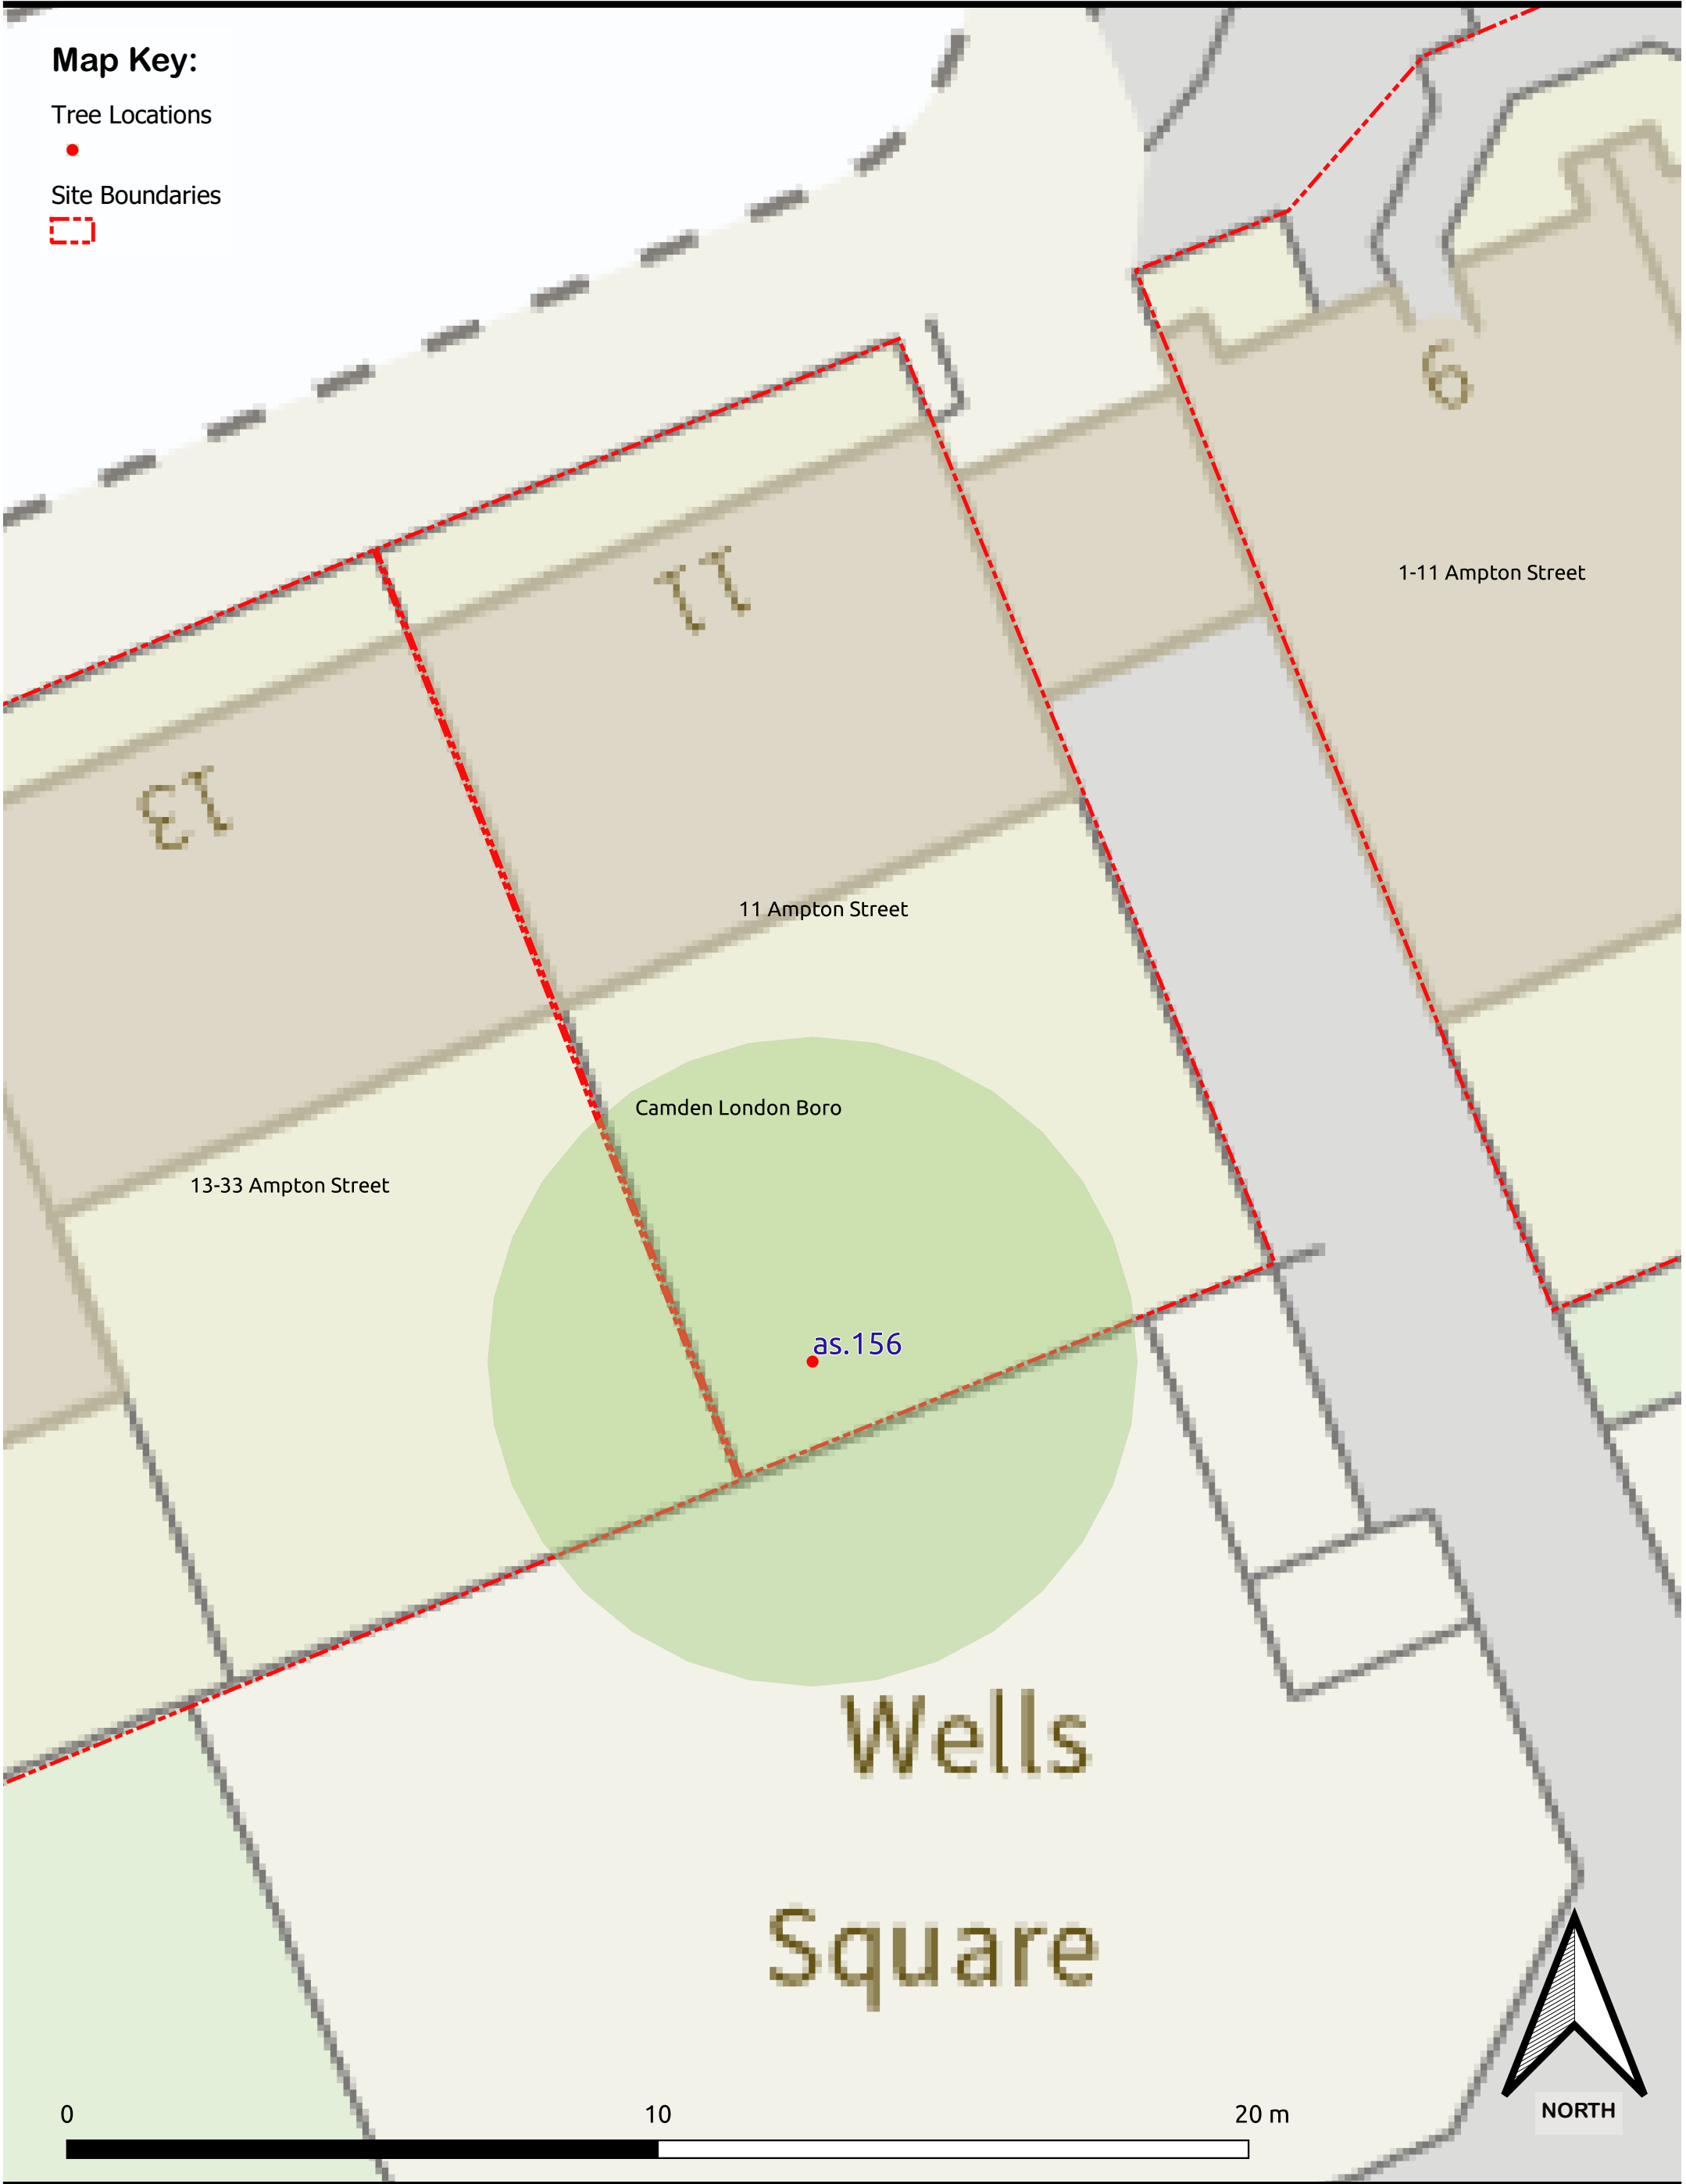 Map Key:
Tree Locations
Site Boundaries
9
1-11 Ampton Street
11
13
11 Ampton Street
Camden London Boro
13-33 Ampton Street
as.156
Wells
Square
0 10 20 m
NORTH